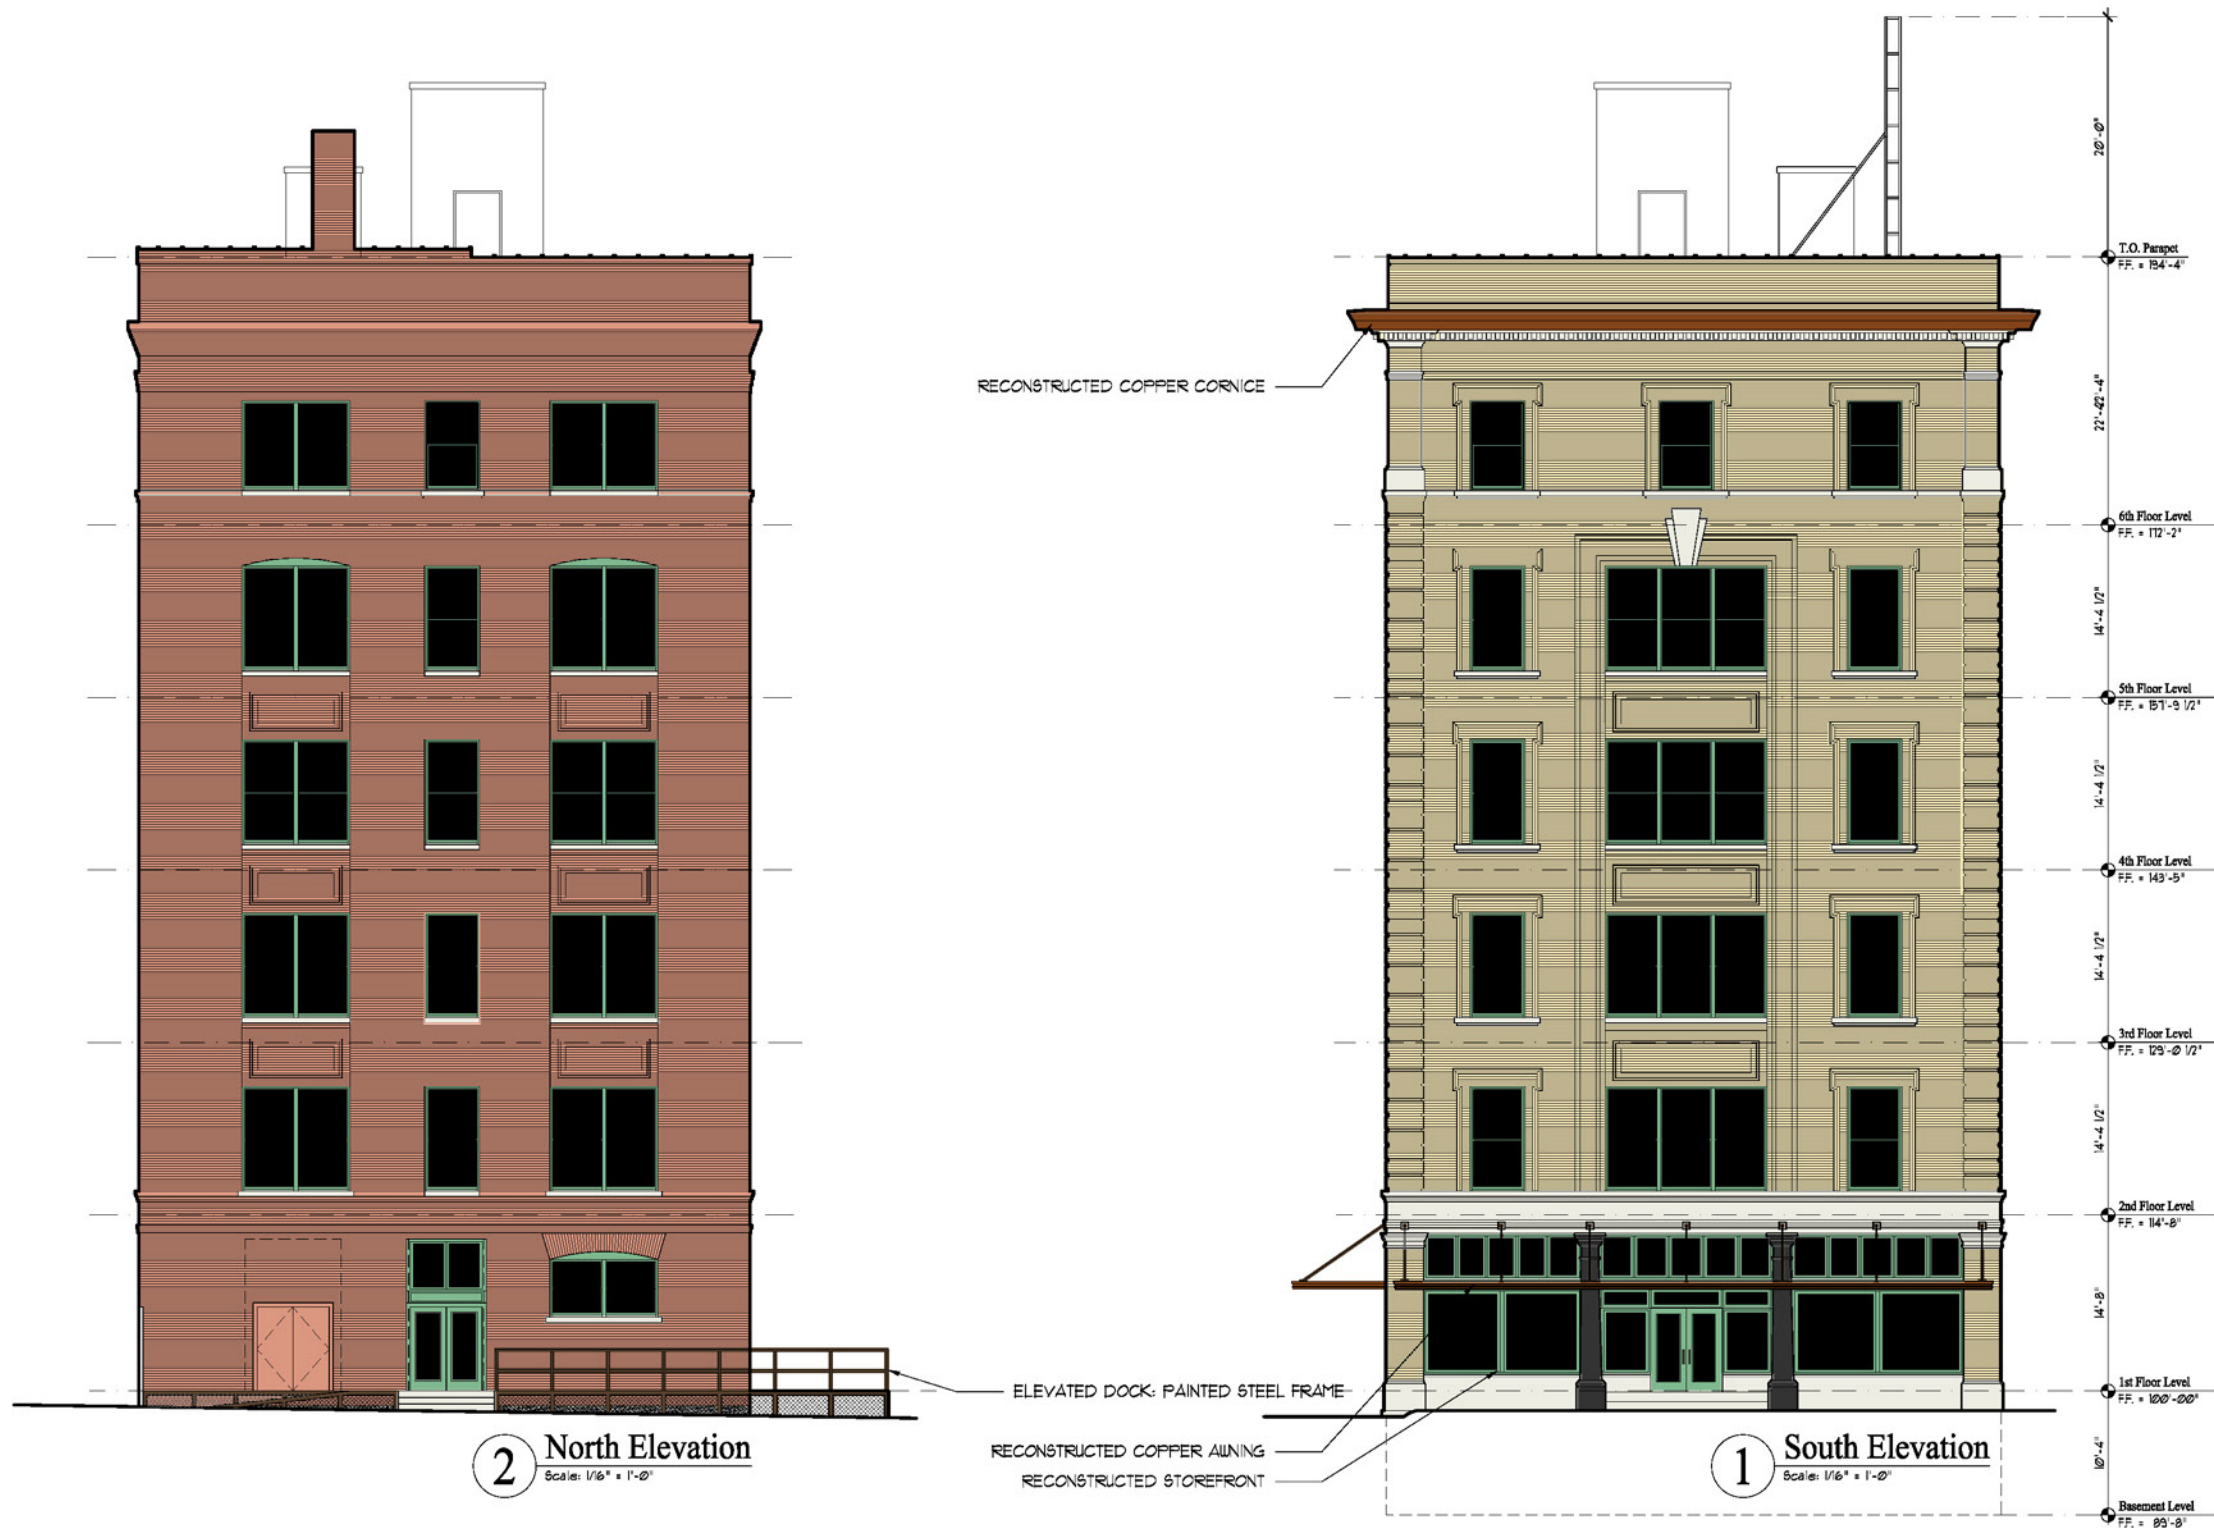 20'-0"
T.O. Parapet
F.F. = 194'-4"
RECONSTRUCTED COPPER CORNICE
6th Floor Level
F.F. = 172'-2"
14'-4 1/2"
5th Floor Level
F.F. = 157'-9 1/2"
14'-4 1/2"
4th Floor Level
F.F. = 143'-5"
14'-4 1/2"
3rd Floor Level
F.F. = 129'-0 1/2"
14'-4 1/2"
2nd Floor Level
F.F. = 114'-8"
14'-8"
1st Floor Level
F.F. = 100'-00"
ELEVATED DOCK: PAINTED STEEL FRAME
RECONSTRUCTED COPPER AWNING
RECONSTRUCTED STOREFRONT
2
North Elevation
Scale: 1/16" = 1'-0"
1
South Elevation
Scale: 1/16" = 1'-0"
10'-4"
Basement Level
F.F. = 89'-8"